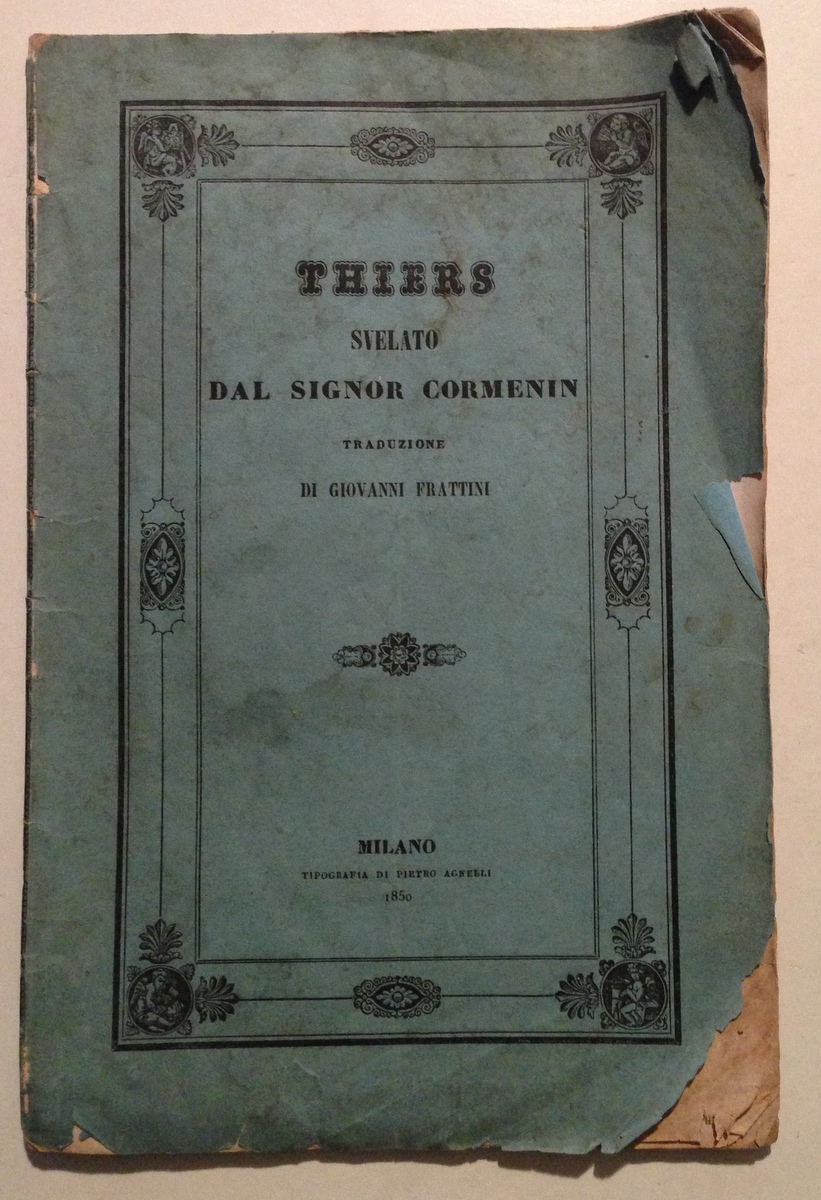 THIERS
SVELATO
DAL SIGNOR CORMENIN
TRADUZIONE
DI GIOVANNI FRATTINI
MILANO
TIPOGRAFIA DI PIETRO AGNELLI
1850